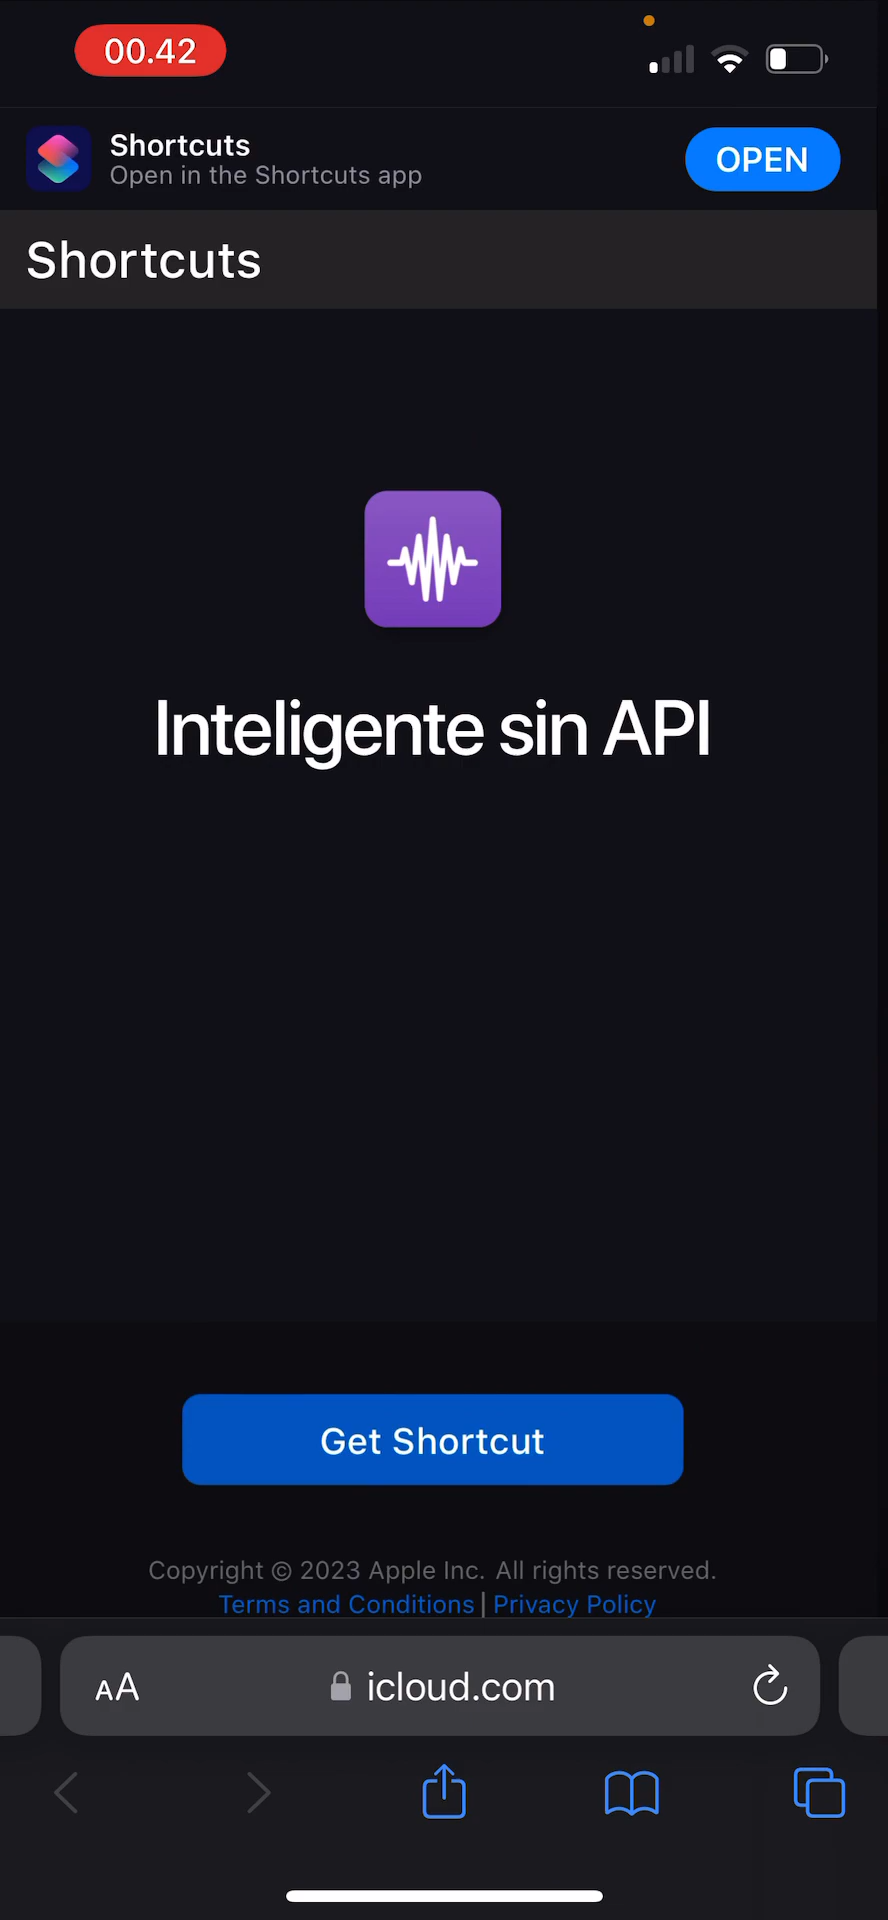 00.42
Shortcuts
Open in the Shortcuts app
OPEN
Shortcuts
Inteligente sin API
Get Shortcut
Copyright © 2023 Apple Inc. All rights reserved.
Terms and Conditions | Privacy Policy
AA icloud.com